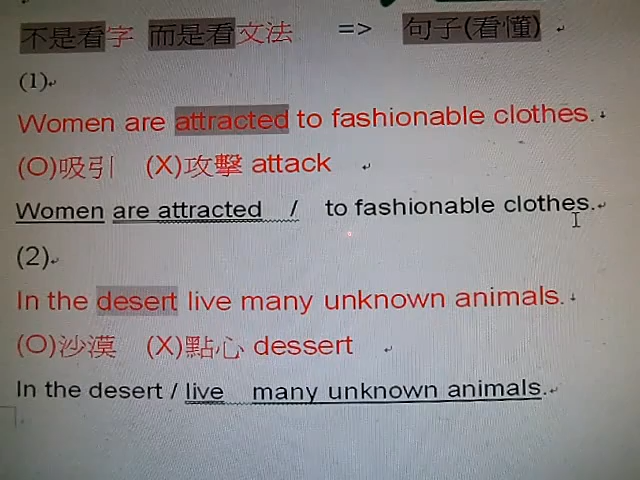 不是看字 而是看文法 => 句子(看懂)
(1)
Women are attracted to fashionable clothes.
(O)吸引 (X)攻擊 attack
Women are attracted / to fashionable clothes.
(2)
In the desert live many unknown animals.
(O)沙漠 (X)點心 dessert
In the desert / live many unknown animals.